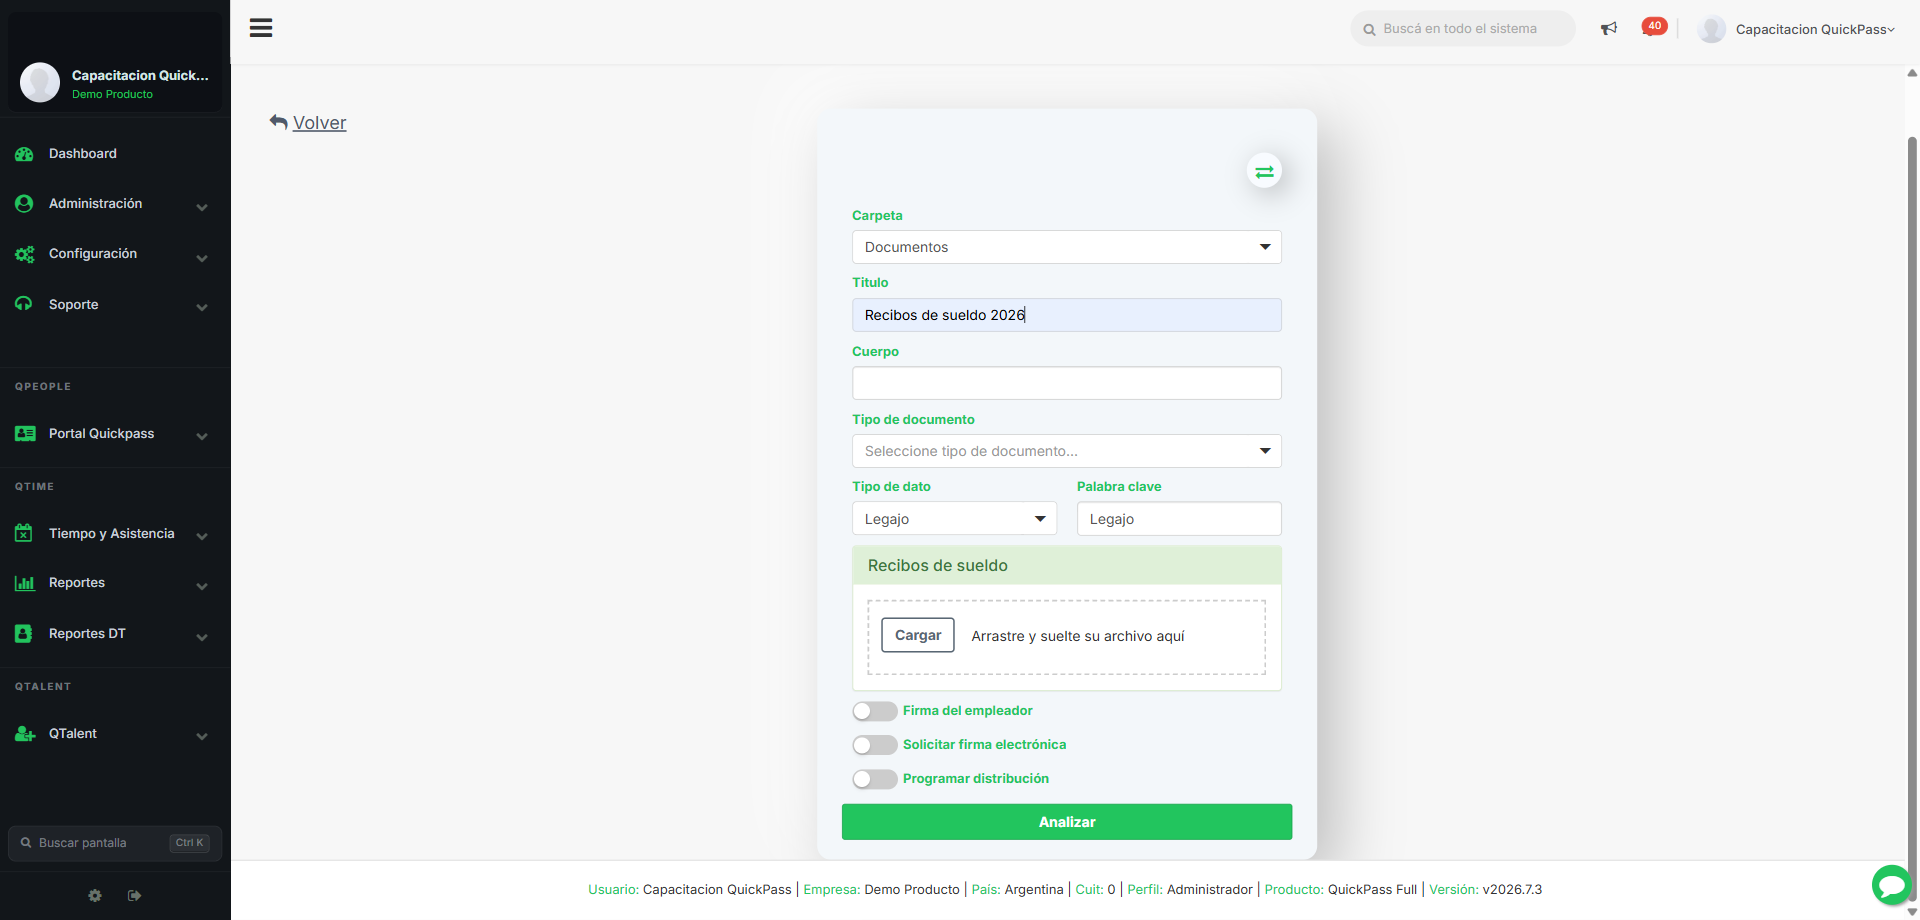 Capacitacion Quick...
Demo Producto
Dashboard
Administración
Configuración
Soporte
QPEOPLE
Portal Quickpass
QTIME
Tiempo y Asistencia
Reportes
Reportes DT
QTALENT
QTalent
Buscar pantalla
Ctrl K
Buscá en todo el sistema
40
Capacitacion QuickPass
Volver
Carpeta
Documentos
Titulo
Recibos de sueldo 2026
Cuerpo
Tipo de documento
Seleccione tipo de documento...
Tipo de dato
Palabra clave
Legajo
Legajo
Recibos de sueldo
Cargar
Arrastre y suelte su archivo aquí
Firma del empleador
Solicitar firma electrónica
Programar distribución
Analizar
Usuario: Capacitacion QuickPass | Empresa: Demo Producto | País: Argentina | Cuit: 0 | Perfil: Administrador | Producto: QuickPass Full | Versión: v2026.7.3